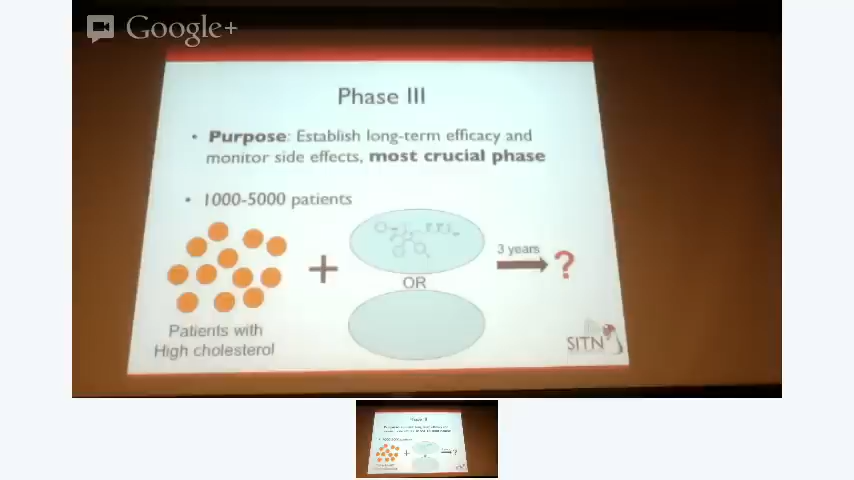 Google+
Phase III
• Purpose: Establish long-term efficacy and
monitor side effects, most crucial phase
• 1000-5000 patients
+
3 years
?
OR
Patients with
High cholesterol
SITN